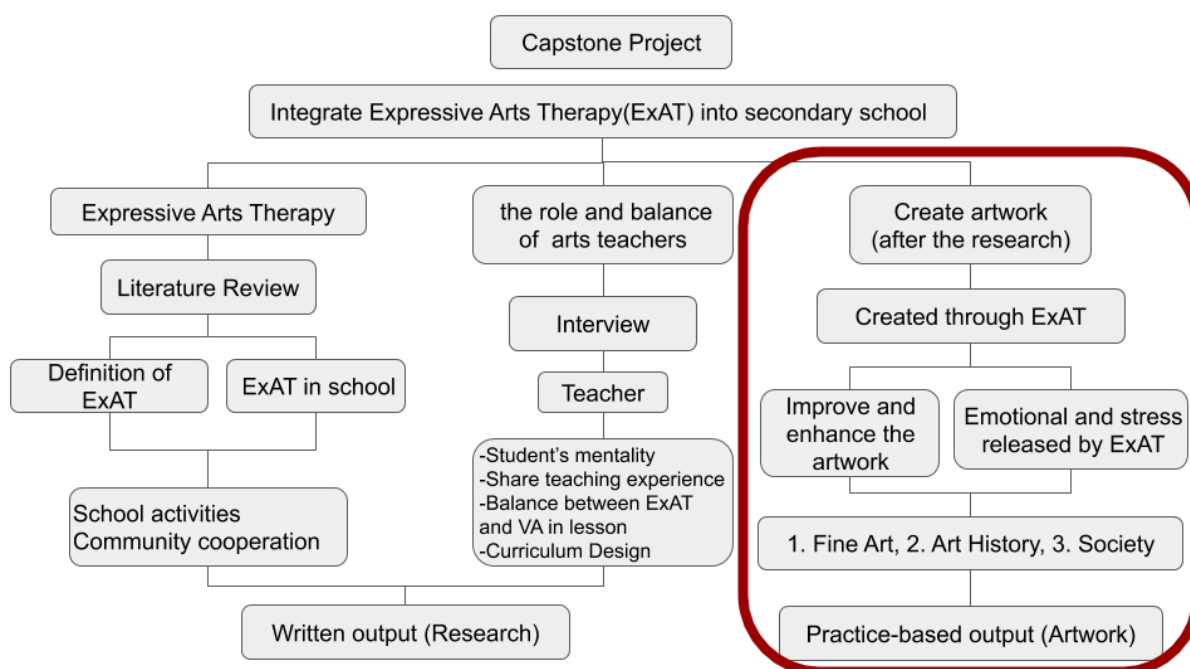 Capstone Project
Integrate Expressive Arts Therapy(ExAT) into secondary school
Expressive Arts Therapy
Literature Review
Definition of
ExAT
ExAT in school
School activities
Community cooperation
the role and balance
of arts teachers
Interview
Teacher
-Student's mentality
-Share teaching experience
-Balance between ExAT
and VA in lesson
-Curriculum Design
Written output (Research)
Create artwork
(after the research)
Created through ExAT
Improve and
enhance the
artwork
Emotional and stress
released by ExAT
1. Fine Art, 2. Art History, 3. Society
Practice-based output (Artwork)